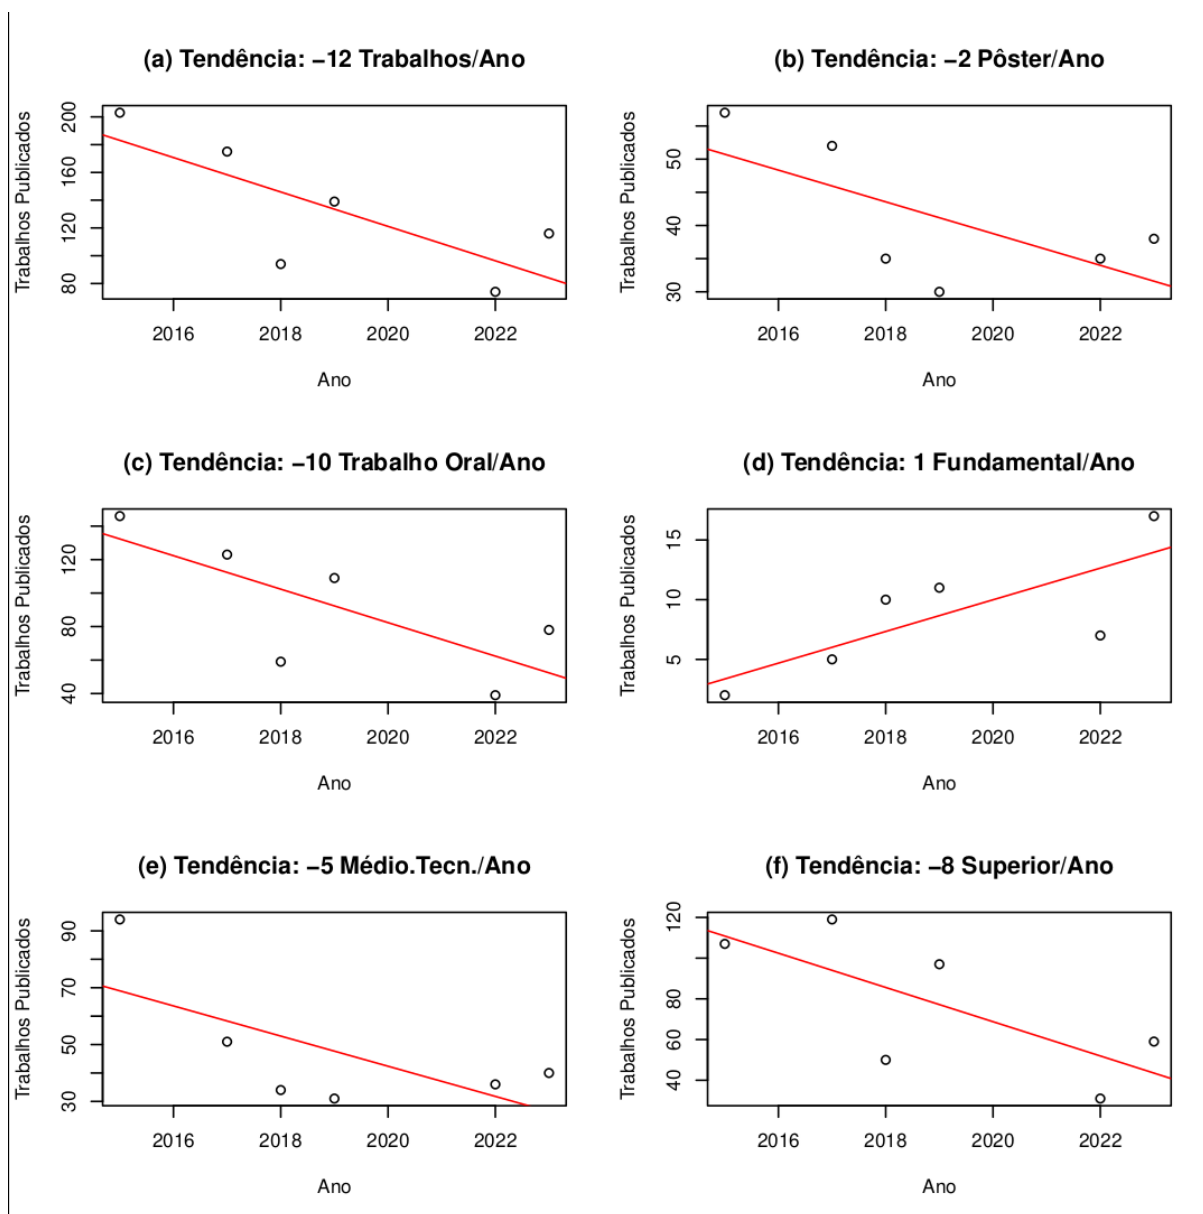 (a) Tendência: −12 Trabalhos/Ano
Trabalhos Publicados
80 120 160 200
2016 2018 2020 2022
Ano
(b) Tendência: −2 Pôster/Ano
Trabalhos Publicados
30 40 50
2016 2018 2020 2022
Ano
(c) Tendência: −10 Trabalho Oral/Ano
Trabalhos Publicados
40 80 120
2016 2018 2020 2022
Ano
(d) Tendência: 1 Fundamental/Ano
Trabalhos Publicados
5 10 15
2016 2018 2020 2022
Ano
(e) Tendência: −5 Médio.Tecn./Ano
Trabalhos Publicados
30 50 70 90
2016 2018 2020 2022
Ano
(f) Tendência: −8 Superior/Ano
Trabalhos Publicados
40 60 80 120
2016 2018 2020 2022
Ano